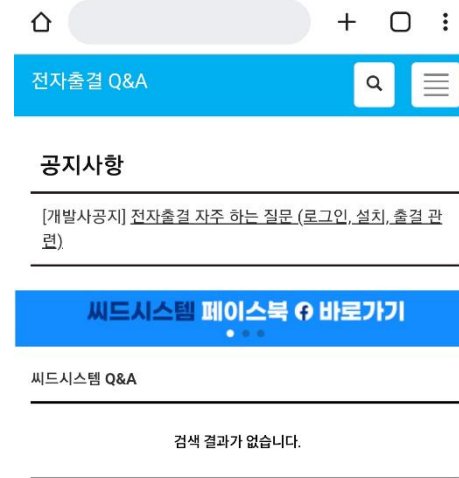 전자출결 Q&A
공지사항
[개발사공지] 전자출결 자주 하는 질문 (로그인, 설치, 출결 관
련)
씨드시스템 페이스북 바로가기
씨드시스템 Q&A
검색 결과가 없습니다.